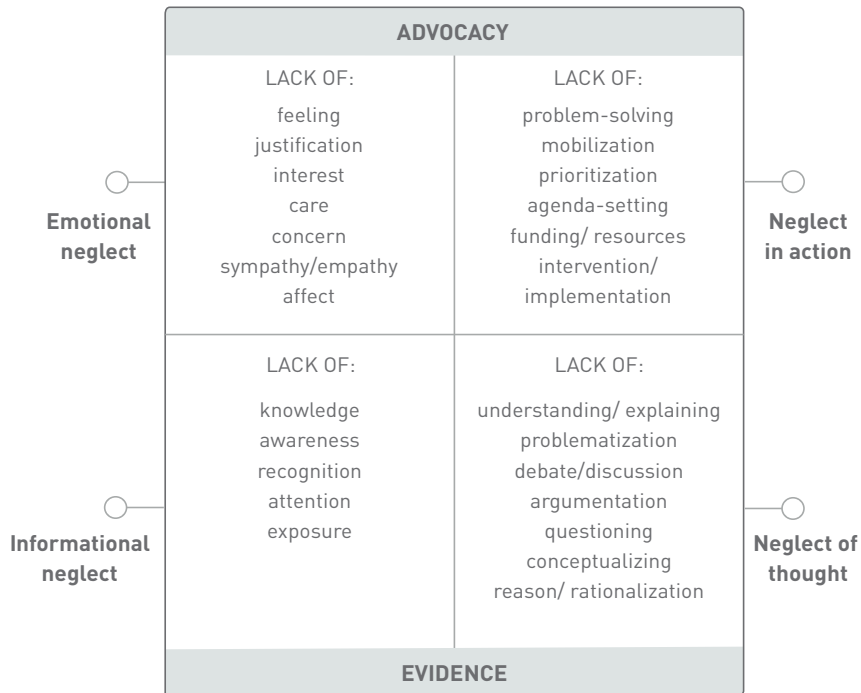 ADVOCACY
LACK OF:
feeling
justification
interest
care
concern
sympathy/empathy
affect
LACK OF:
problem-solving
mobilization
prioritization
agenda-setting
funding/ resources
intervention/
implementation
Emotional
neglect
Neglect
in action
LACK OF:
knowledge
awareness
recognition
attention
exposure
LACK OF:
understanding/ explaining
problematization
debate/discussion
argumentation
questioning
conceptualizing
reason/ rationalization
Informational
neglect
Neglect of
thought
EVIDENCE